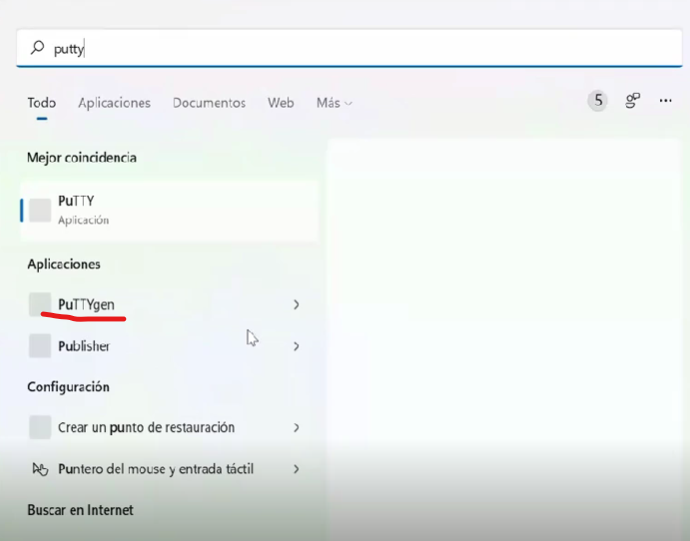 putty
Todo Aplicaciones Documentos Web Más 5 ...
Mejor coincidencia
PuTTY
Aplicación
Aplicaciones
PuTTYgen
Publisher
Configuración
Crear un punto de restauración
Puntero del mouse y entrada táctil
Buscar en Internet